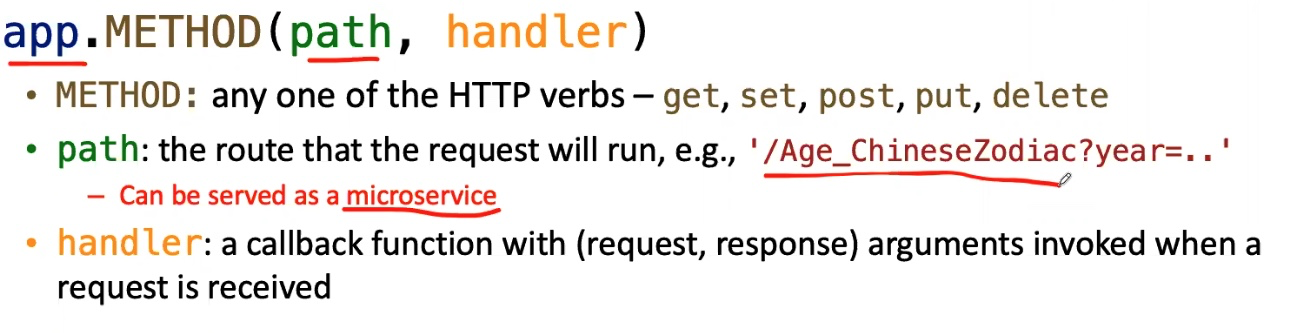 app.METHOD(path, handler)
• METHOD: any one of the HTTP verbs – get, set, post, put, delete
• path: the route that the request will run, e.g., '/Age_ChineseZodiac?year=..'
– Can be served as a microservice
• handler: a callback function with (request, response) arguments invoked when a
request is received